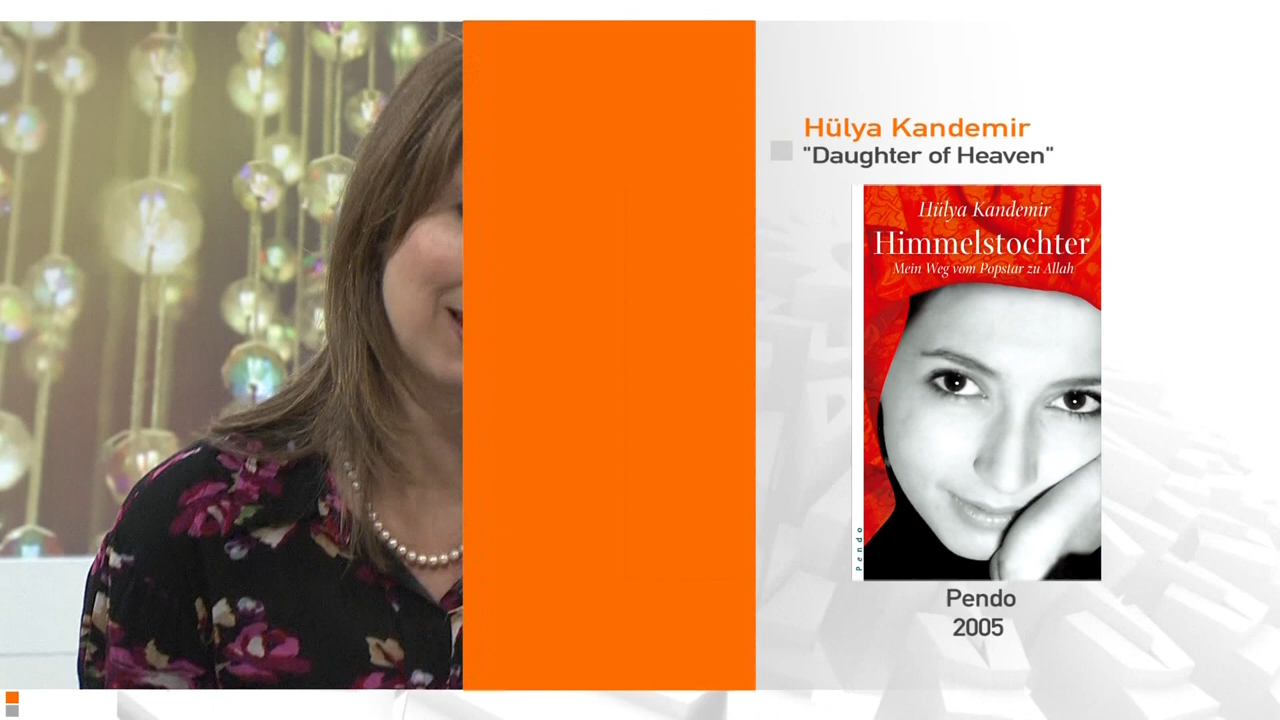 Hülya Kandemir
"Daughter of Heaven"
Hülya Kandemir
Himmelstochter
Mein Weg vom Popstar zu Allah
Pendo
Pendo
2005